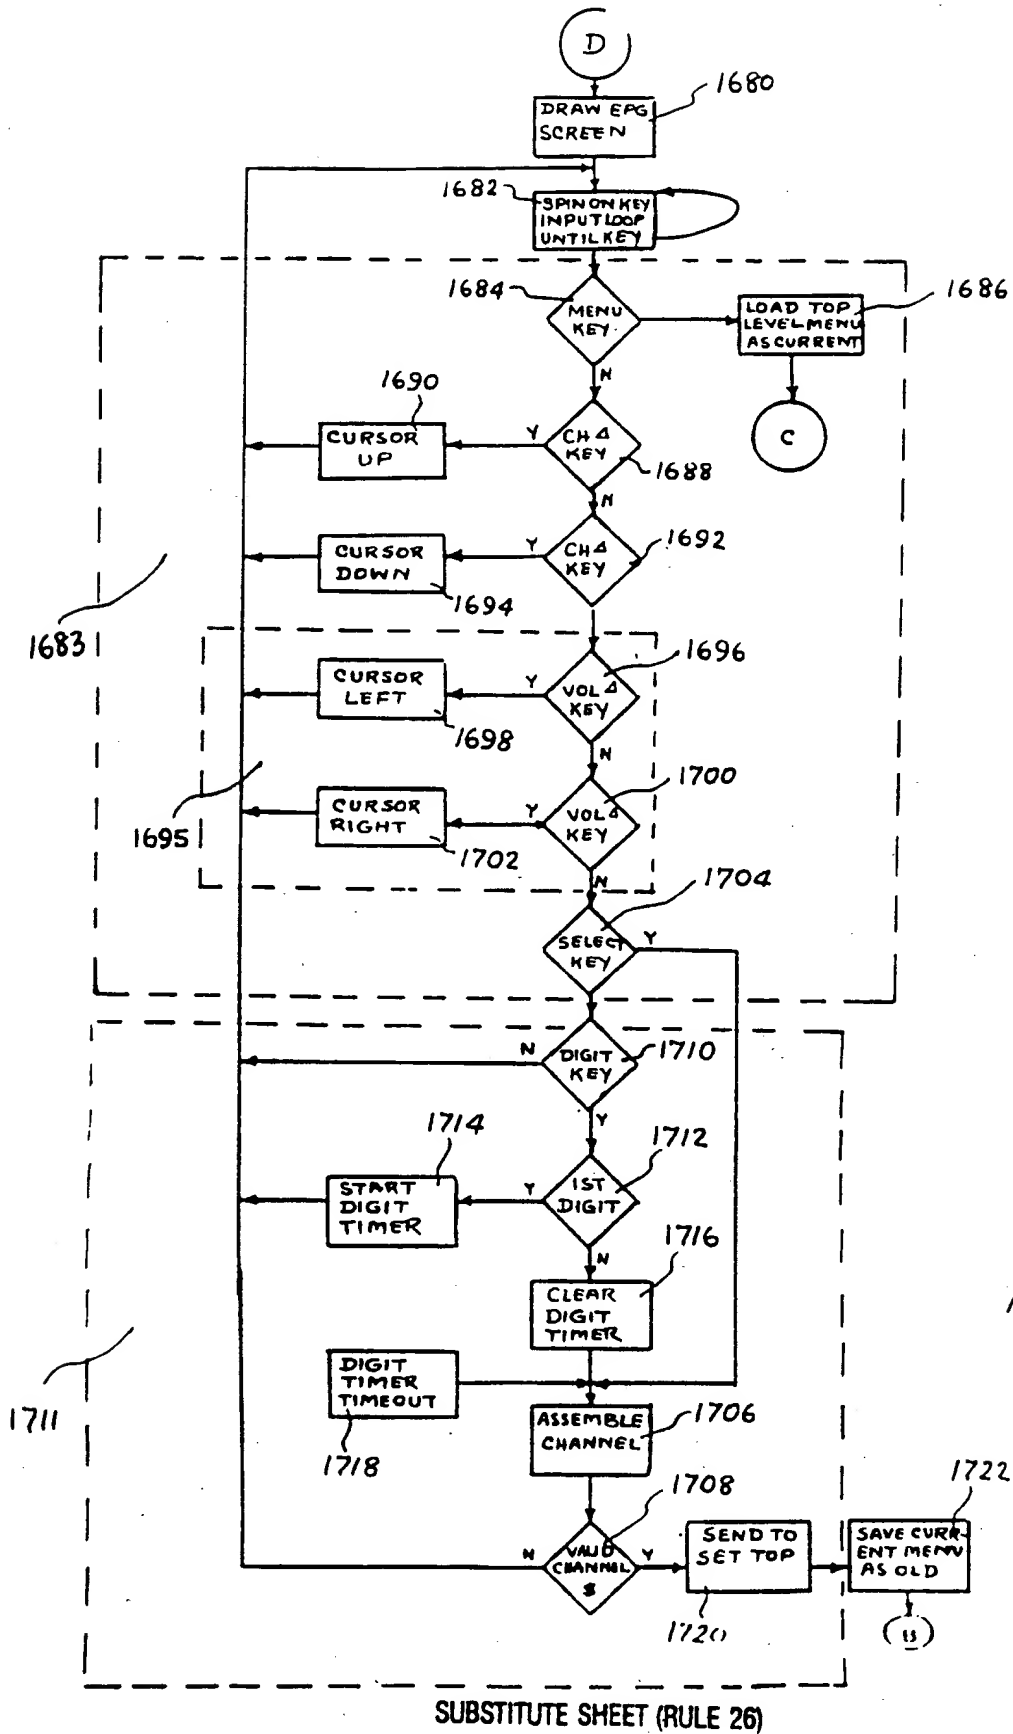 D
1680
DRAW EPG
SCREEN
1682
SPIN ON KEY
INPUT LOOP
UNTIL KEY
1684
MENU
KEY
LOAD TOP
LEVEL MENU
AS CURRENT
1686
N
C
1690
CURSOR
UP
Y
CH Δ
KEY
1688
N
CURSOR
DOWN
1694
Y
CH Δ
KEY
1692
1683
1696
CURSOR
LEFT
1698
Y
VOL Δ
KEY
N
1695
1700
CURSOR
RIGHT
1702
Y
VOL Δ
KEY
N
1704
SELECT
KEY
Y
N
DIGIT
KEY
1710
Y
1714
1712
START
DIGIT
TIMER
Y
1ST
DIGIT
N
1716
CLEAR
DIGIT
TIMER
DIGIT
TIMER
TIMEOUT
1718
1711
ASSEMBLE
CHANNEL
1706
1708
1722
N
VALID
CHANNEL
$
Y
SEND TO
SET TOP
1720
SAVE CURR-
ENT MENU
AS OLD
SUBSTITUTE SHEET (RULE 26)